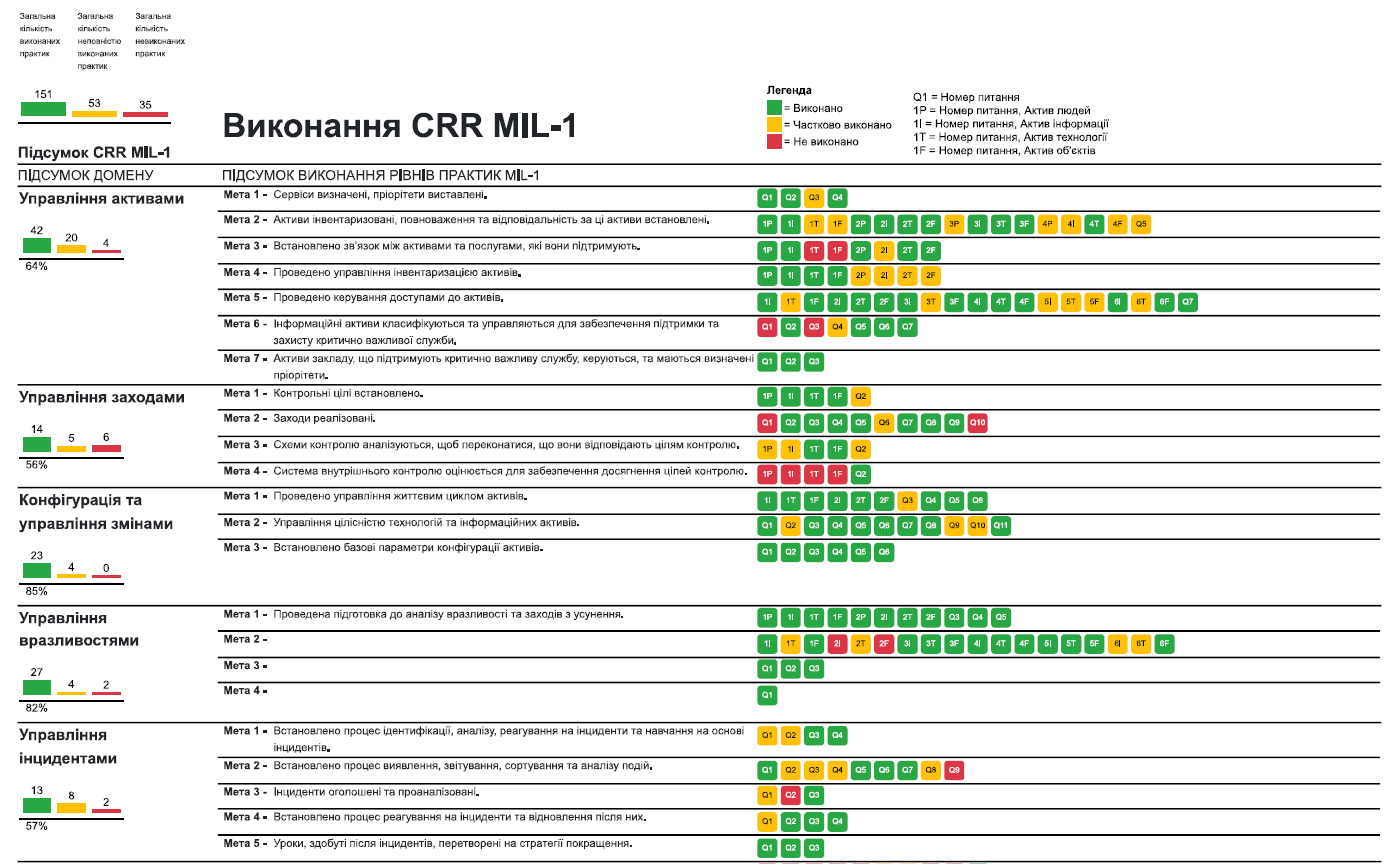 Загальна кількість виконаних практик
Загальна кількість неповністю виконаних практик
Загальна кількість невиконаних практик
151 53 35
Підсумок CRR MIL-1
Виконання CRR MIL-1
Легенда
= Виконано
= Частково виконано
= Не виконано
Q1 = Номер питання
1P = Номер питання, Актив людей
1I = Номер питання, Актив інформації
1T = Номер питання, Актив технології
1F = Номер питання, Актив об'єктів
ПІДСУМОК ДОМЕНУ
ПІДСУМОК ВИКОНАННЯ РІВНІВ ПРАКТИК MIL-1
Управління активами
42 20 4
64%
Мета 1 - Сервіси визначені, пріоритети виставлені.
Q1 Q2 Q3 Q4
Мета 2 - Активи інвентаризовані, повноваження та відповідальність за ці активи встановлені.
1P 1I 1T 1F 2P 2I 2T 2F 3P 3I 3T 3F 4P 4I 4T 4F Q5
Мета 3 - Встановлено зв'язок між активами та послугами, які вони підтримують.
1P 1I 1T 1F 2P 2I 2T 2F
Мета 4 - Проведено управління інвентаризацією активів.
1P 1I 1T 1F 2P 2I 2T 2F
Мета 5 - Проведено керування доступами до активів.
1I 1T 1F 2I 2T 2F 3I 3T 3F 4I 4T 4F 5I 5T 5F 6I 6T 6F Q7
Мета 6 - Інформаційні активи класифікуються та управляються для забезпечення підтримки та
захисту критично важливої служби.
Q1 Q2 Q3 Q4 Q5 Q6 Q7
Мета 7 - Активи закладу, що підтримують критично важливу службу, керуються, та маються визначені
пріоритети.
Q1 Q2 Q3
Управління заходами
14 5 6
56%
Мета 1 - Контрольні цілі встановлено.
1P 1I 1T 1F Q2
Мета 2 - Заходи реалізовані.
Q1 Q2 Q3 Q4 Q5 Q6 Q7 Q8 Q9 Q10
Мета 3 - Схеми контролю аналізуються, щоб переконатися, що вони відповідають цілям контролю.
1P 1I 1T 1F Q2
Мета 4 - Система внутрішнього контролю оцінюється для забезпечення досягнення цілей контролю.
1P 1I 1T 1F Q2
Конфігурація та
управління змінами
23 4 0
85%
Мета 1 - Проведено управління життєвим циклом активів.
1I 1T 1F 2I 2T 2F Q3 Q4 Q5 Q6
Мета 2 - Управління цілісністю технологій та інформаційних активів.
Q1 Q2 Q3 Q4 Q5 Q6 Q7 Q8 Q9 Q10 Q11
Мета 3 - Встановлено базові параметри конфігурації активів.
Q1 Q2 Q3 Q4 Q5 Q6
Управління
вразливостями
27 4 2
82%
Мета 1 - Проведена підготовка до аналізу вразливості та заходів з усунення.
1P 1I 1T 1F 2P 2I 2T 2F Q3 Q4 Q5
Мета 2 -
1I 1T 1F 2I 2T 2F 3I 3T 3F 4I 4T 4F 5I 5T 5F 6I 6T 6F
Мета 3 -
Q1 Q2 Q3
Мета 4 -
Q1
Управління
інцидентами
13 8 2
57%
Мета 1 - Встановлено процес ідентифікації, аналізу, реагування на інциденти та навчання на основі
інцидентів.
Q1 Q2 Q3 Q4
Мета 2 - Встановлено процес виявлення, звітування, сортування та аналізу подій.
Q1 Q2 Q3 Q4 Q5 Q6 Q7 Q8 Q9
Мета 3 - Інциденти оголошені та проаналізовані.
Q1 Q2 Q3
Мета 4 - Встановлено процес реагування на інциденти та відновлення після них.
Q1 Q2 Q3 Q4
Мета 5 - Уроки, здобуті після інцидентів, перетворені на стратегії покращення.
Q1 Q2 Q3